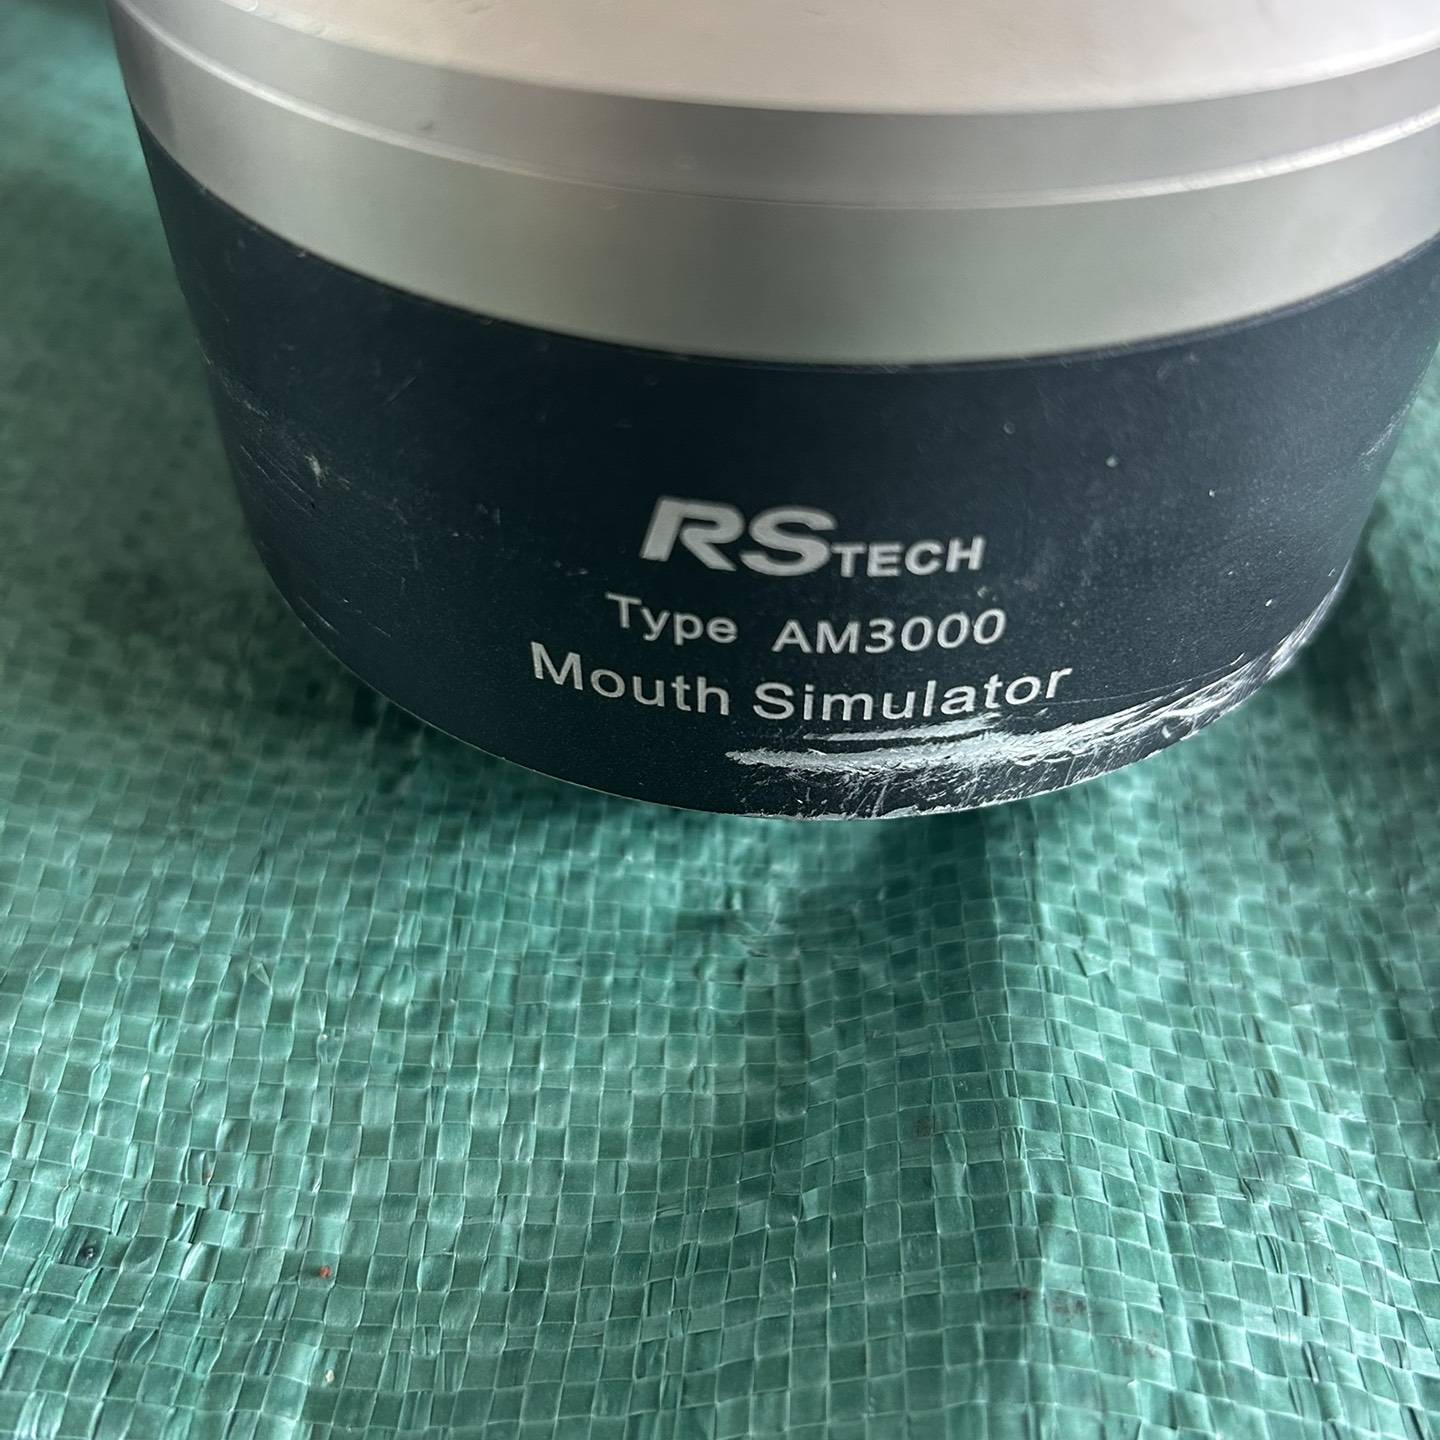 RSTECH
Type AM3000
Mouth Simulator